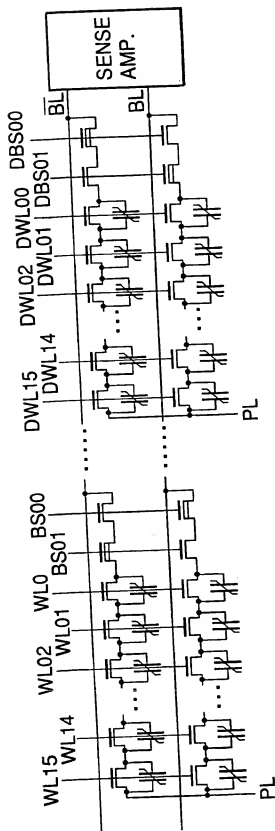 SENSE
AMP.
BL
BL
DBS00
DBS01
DWL00
DWL01
DWL02
DWL14
DWL15
PL
BS00
BS01
WL0
WL01
WL02
WL14
WL15
PL